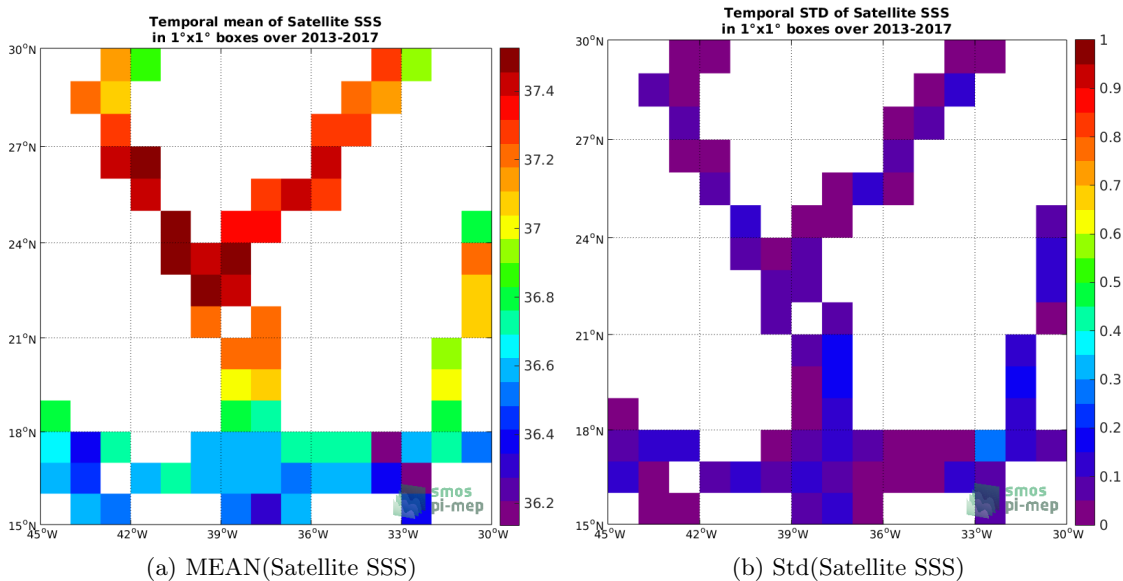 Temporal mean of Satellite SSS
in 1°x1° boxes over 2013-2017
30°N
27°N
24°N
21°N
18°N
15°N
45°W
42°W
39°W
36°W
33°W
30°W
37.4
37.2
37
36.8
36.6
36.4
36.2
smos
pi-mep
(a) MEAN(Satellite SSS)
Temporal STD of Satellite SSS
in 1°x1° boxes over 2013-2017
30°N
27°N
24°N
21°N
18°N
15°N
45°W
42°W
39°W
36°W
33°W
30°W
1
0.9
0.8
0.7
0.6
0.5
0.4
0.3
0.2
0.1
0
smos
pi-mep
(b) Std(Satellite SSS)